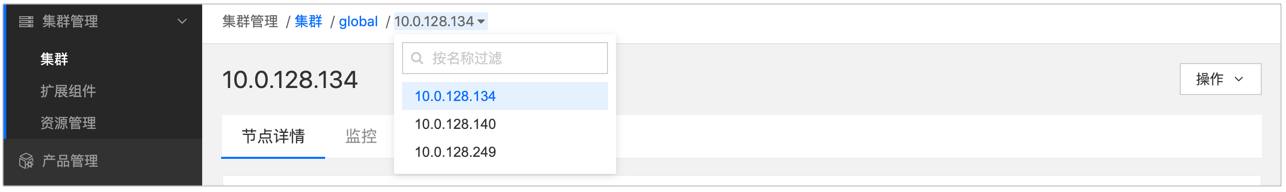 集群管理
集群
扩展组件
资源管理
产品管理
集群管理 / 集群 / global / 10.0.128.134
按名称过滤
10.0.128.134
10.0.128.140
10.0.128.249
10.0.128.134
操作
节点详情
监控